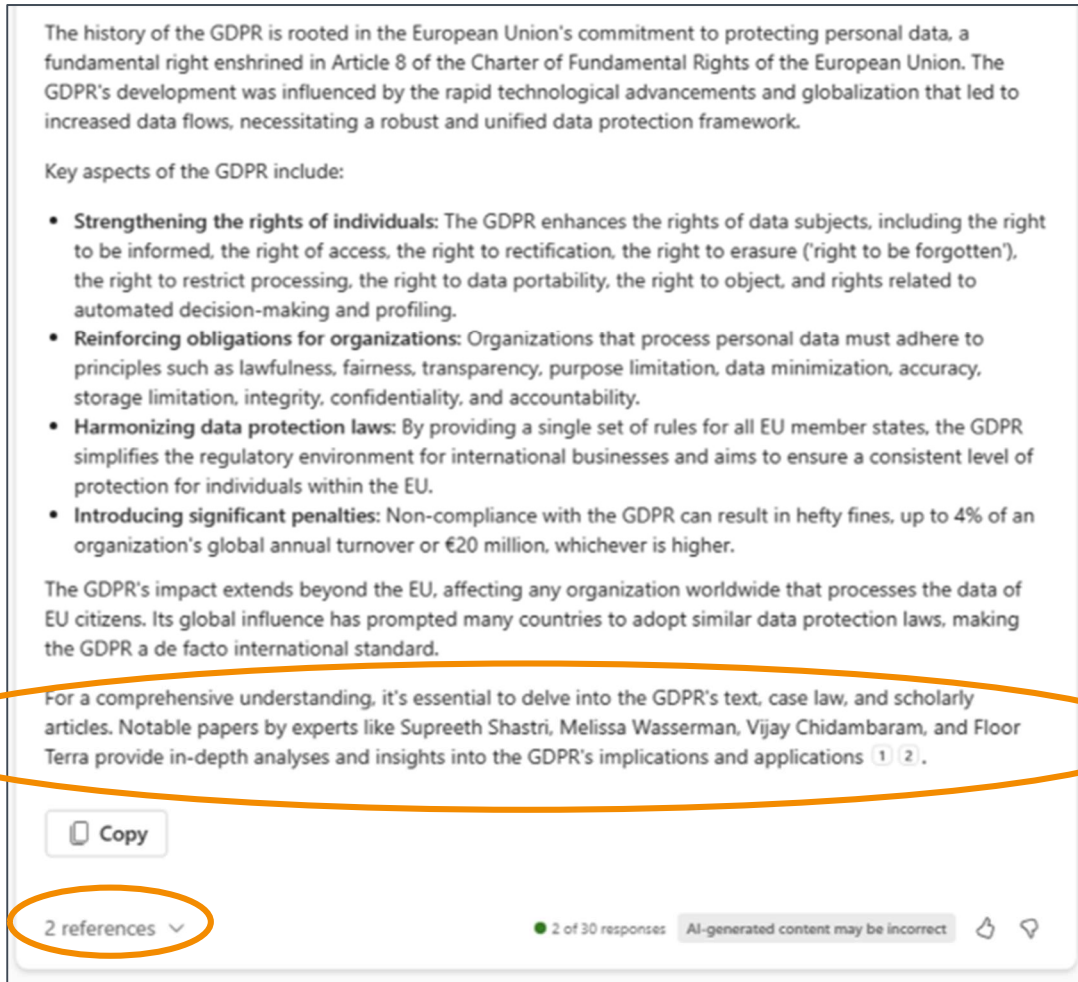 The history of the GDPR is rooted in the European Union's commitment to protecting personal data, a
fundamental right enshrined in Article 8 of the Charter of Fundamental Rights of the European Union. The
GDPR's development was influenced by the rapid technological advancements and globalization that led to
increased data flows, necessitating a robust and unified data protection framework.
Key aspects of the GDPR include:
• Strengthening the rights of individuals: The GDPR enhances the rights of data subjects, including the right
to be informed, the right of access, the right to rectification, the right to erasure ('right to be forgotten'),
the right to restrict processing, the right to data portability, the right to object, and rights related to
automated decision-making and profiling.
• Reinforcing obligations for organizations: Organizations that process personal data must adhere to
principles such as lawfulness, fairness, transparency, purpose limitation, data minimization, accuracy,
storage limitation, integrity, confidentiality, and accountability.
• Harmonizing data protection laws: By providing a single set of rules for all EU member states, the GDPR
simplifies the regulatory environment for international businesses and aims to ensure a consistent level of
protection for individuals within the EU.
• Introducing significant penalties: Non-compliance with the GDPR can result in hefty fines, up to 4% of an
organization's global annual turnover or €20 million, whichever is higher.
The GDPR's impact extends beyond the EU, affecting any organization worldwide that processes the data of
EU citizens. Its global influence has prompted many countries to adopt similar data protection laws, making
the GDPR a de facto international standard.
For a comprehensive understanding, it's essential to delve into the GDPR's text, case law, and scholarly
articles. Notable papers by experts like Supreeth Shastri, Melissa Wasserman, Vijay Chidambaram, and Floor
Terra provide in-depth analyses and insights into the GDPR's implications and applications 1 2.
Copy
2 references 2 of 30 responses AI-generated content may be incorrect